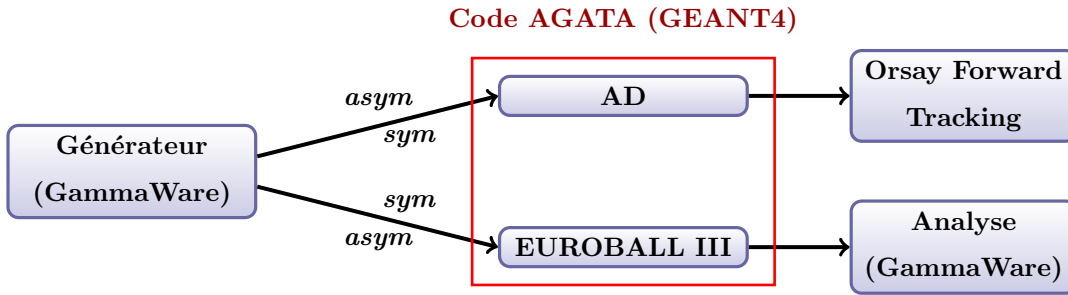 Code AGATA (GEANT4)
Générateur
(GammaWare)
asym
sym
sym
asym
AD
EUROBALL III
Orsay Forward
Tracking
Analyse
(GammaWare)